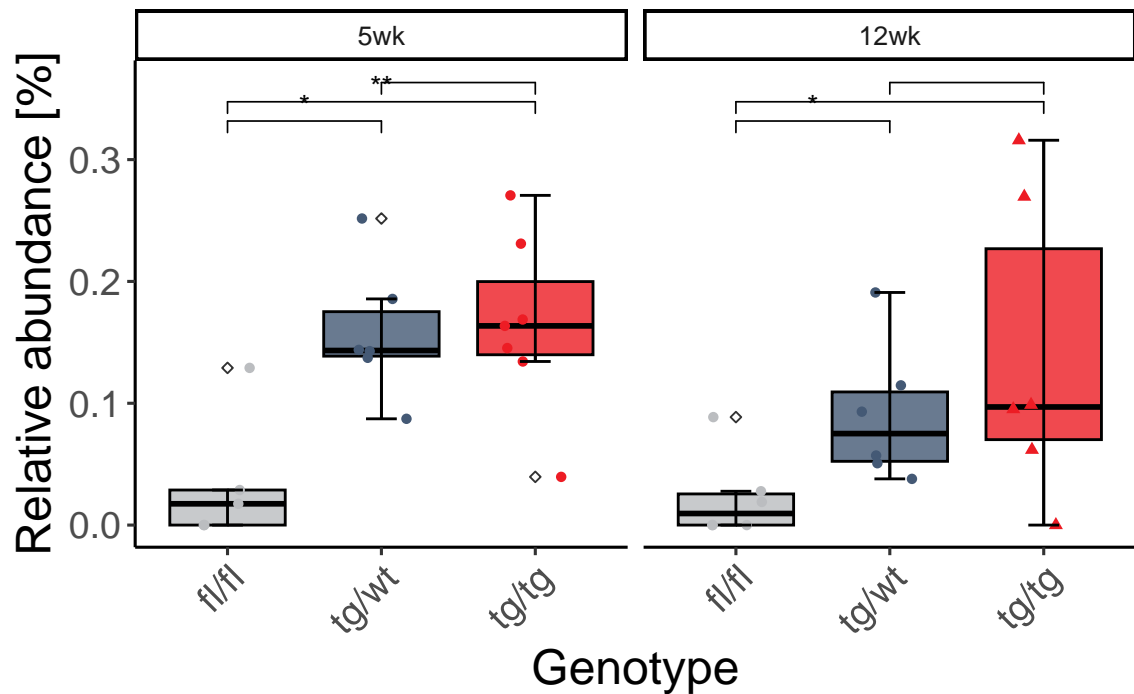 5wk 12wk
** 
* *
0.3
0.2
0.1
0.0
Relative abundance [%]
fl/fl tg/wt tg/tg fl/fl tg/wt tg/tg
Genotype